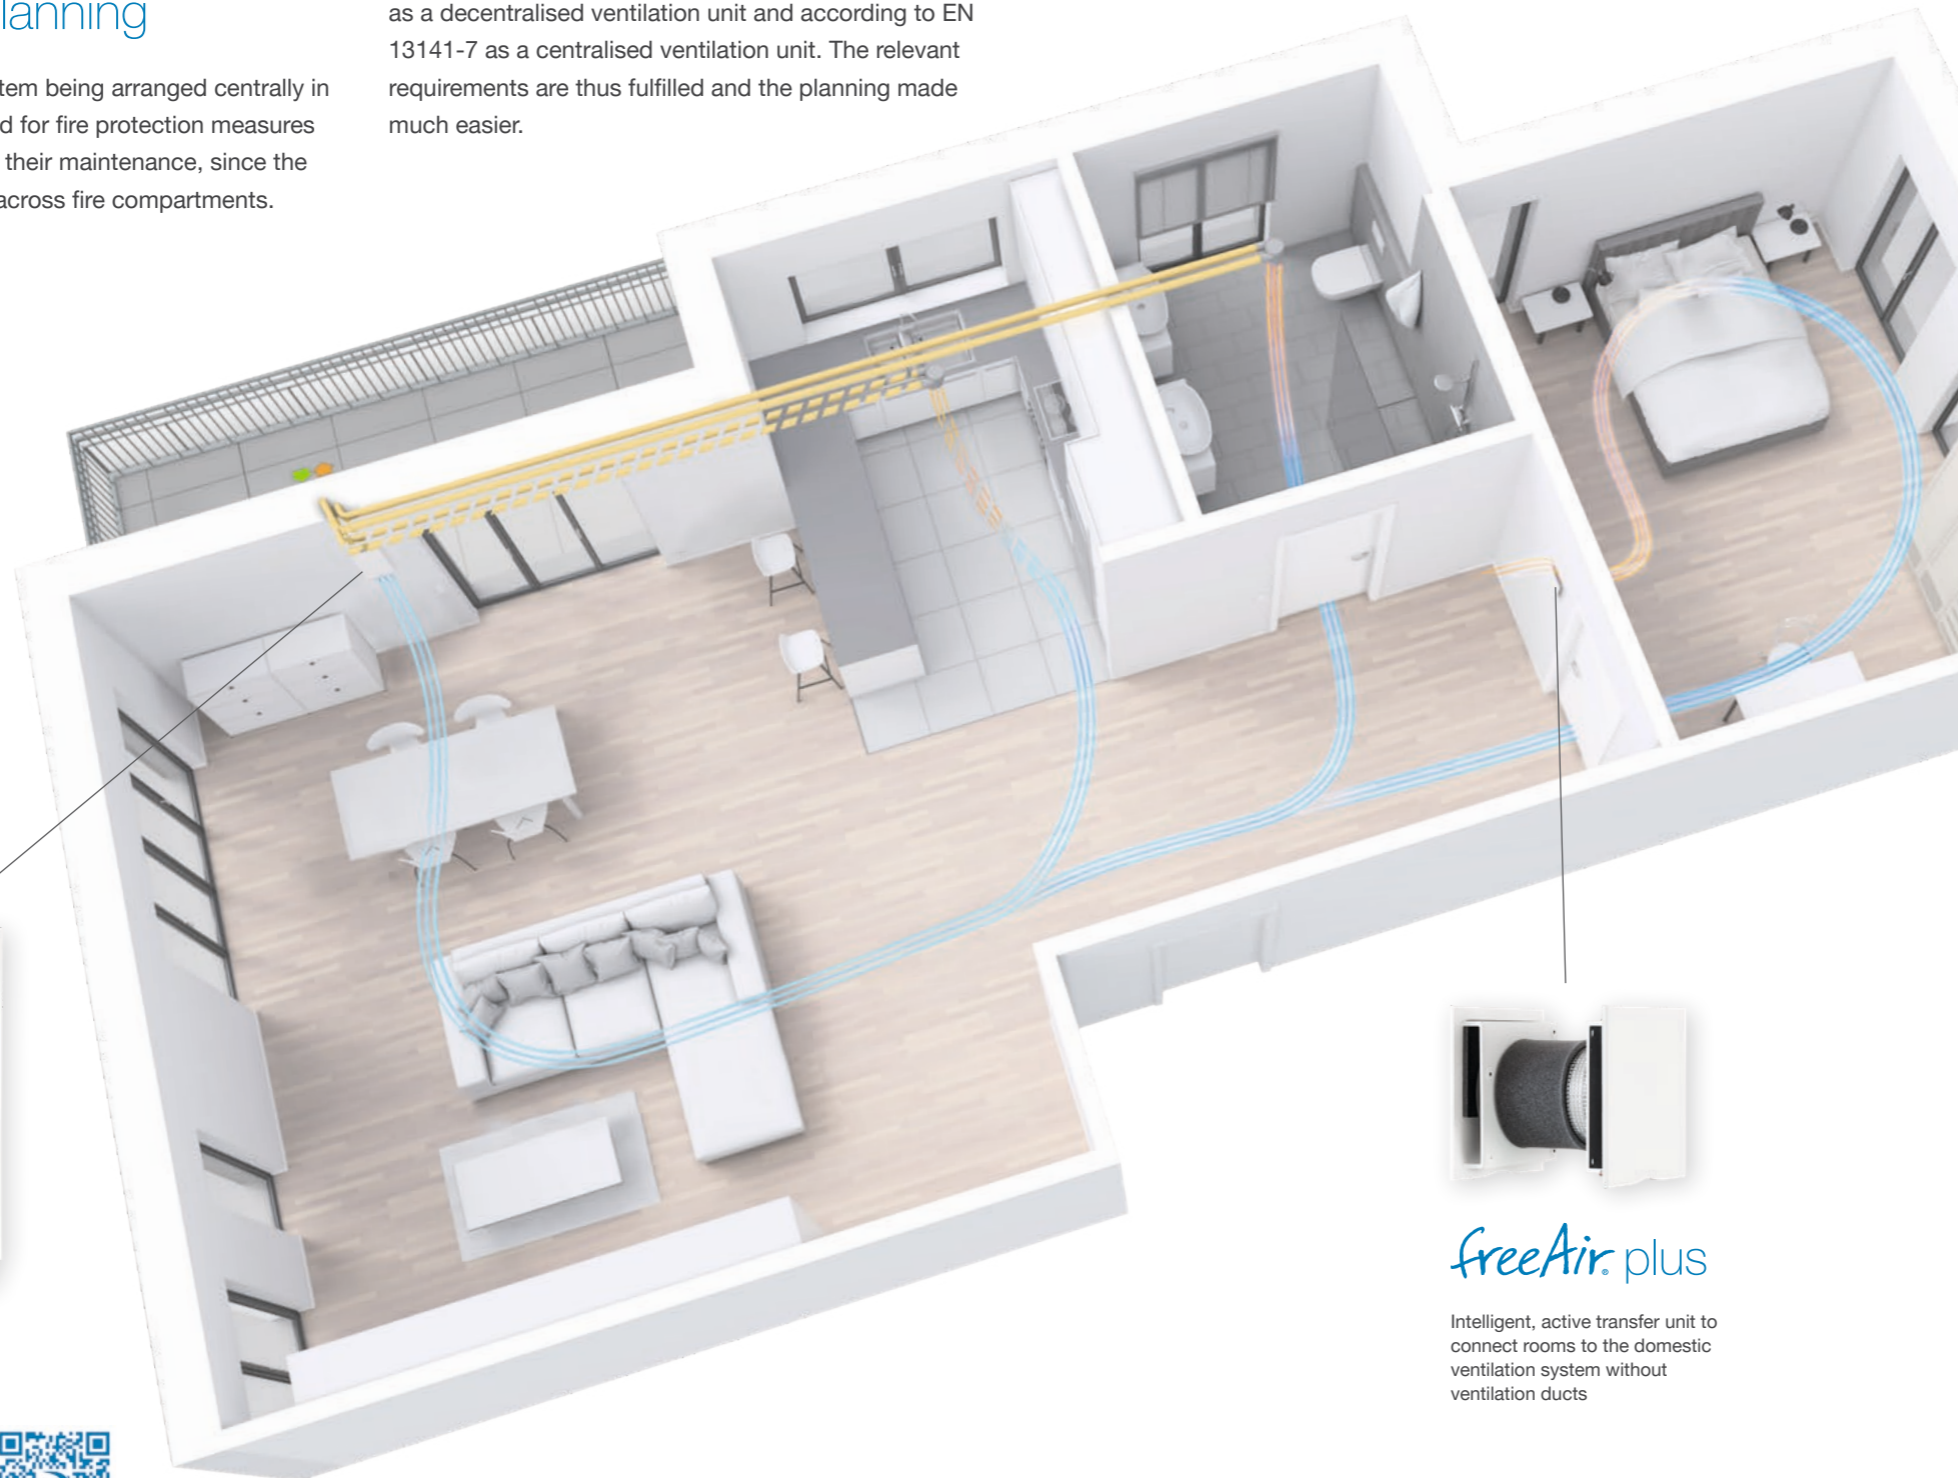 lanning
tem being arranged centrally in
d for fire protection measures
their maintenance, since the
across fire compartments.
as a decentralised ventilation unit and according to EN
13141-7 as a centralised ventilation unit. The relevant
requirements are thus fulfilled and the planning made
much easier.
freeAir® plus
Intelligent, active transfer unit to
connect rooms to the domestic
ventilation system without
ventilation ducts